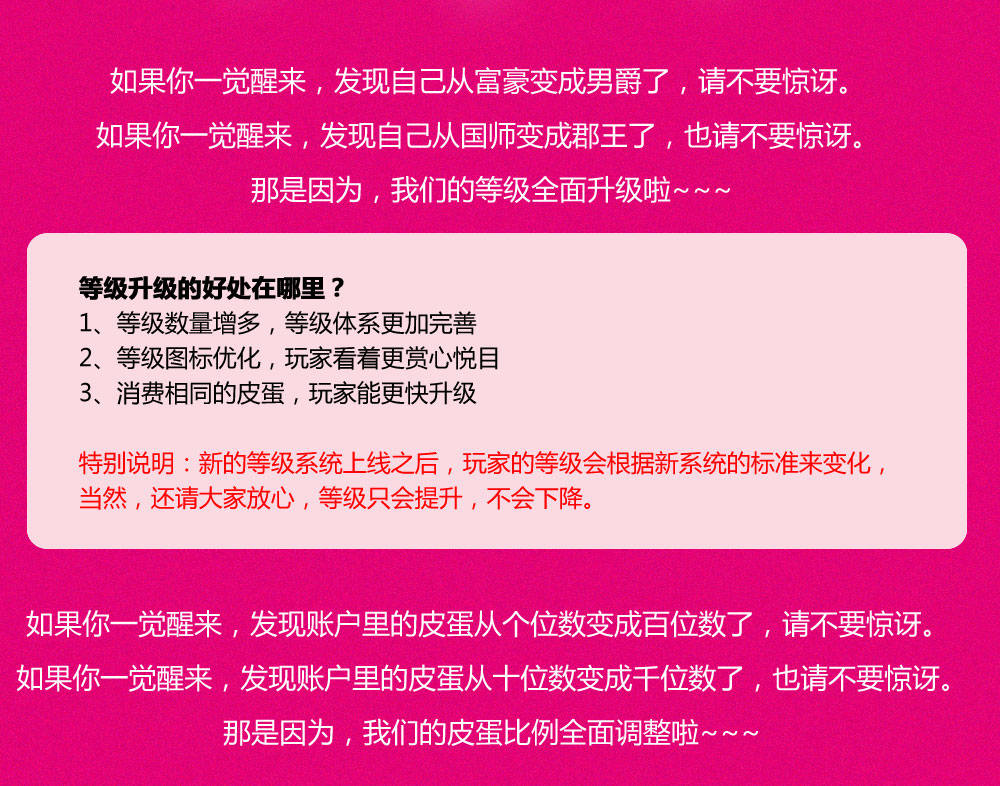 如果你一觉醒来，发现自己从富豪变成男爵了，请不要惊讶。
如果你一觉醒来，发现自己从国师变成郡王了，也请不要惊讶。
那是因为，我们的等级全面升级啦~~~
等级升级的好处在哪里？
1、等级数量增多，等级体系更加完善
2、等级图标优化，玩家看着更赏心悦目
3、消费相同的皮蛋，玩家能更快升级
特别说明：新的等级系统上线之后，玩家的等级会根据新系统的标准来变化，
当然，还请大家放心，等级只会提升，不会下降。
如果你一觉醒来，发现账户里的皮蛋从个位数变成百位数了，请不要惊讶。
如果你一觉醒来，发现账户里的皮蛋从十位数变成千位数了，也请不要惊讶。
那是因为，我们的皮蛋比例全面调整啦~~~